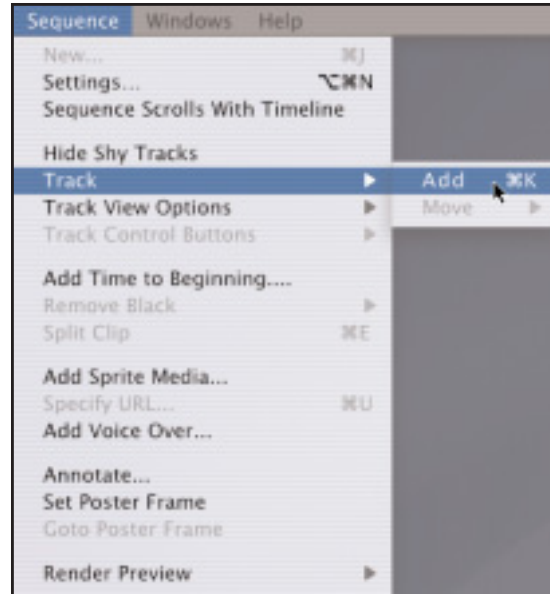 Sequence Windows Help
New... ⌘J
Settings... ⌥⌘N
Sequence Scrolls With Timeline
Hide Shy Tracks
Track
Add ⌘K
Track View Options
Move
Track Control Buttons
Add Time to Beginning....
Remove Black
Split Clip ⌘E
Add Sprite Media...
Specify URL... ⌘U
Add Voice Over...
Annotate...
Set Poster Frame
Goto Poster Frame
Render Preview